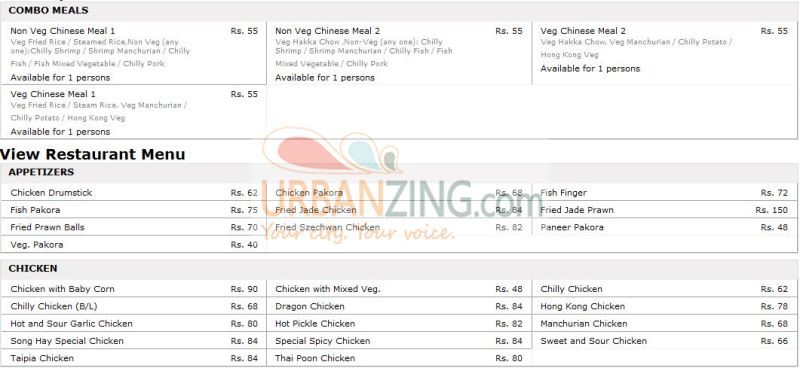 COMBO MEALS
Non Veg Chinese Meal 1 Rs. 55
Veg Fried Rice / Steamed Rice,Non Veg (any
one):Chilly Shrimp / Shrimp Manchurian / Chilly
Fish / Fish Mixed Vegetable / Chilly Pork
Available for 1 persons
Non Veg Chinese Meal 2 Rs. 55
Veg Hakka Chow .Non-Veg (any one): Chilly
Shrimp / Shrimp Manchurian / Chilly Fish / Fish
Mixed Vegetable / Chilly Pork
Available for 1 persons
Veg Chinese Meal 2 Rs. 55
Veg Hakka Chow. Veg Manchurian / Chilly Potato /
Hong Kong Veg
Available for 1 persons
Veg Chinese Meal 1 Rs. 55
Veg Fried Rice / Steam Rice. Veg Manchurian /
Chilly Potato / Hong Kong Veg
Available for 1 persons
View Restaurant Menu
APPETIZERS
Chicken Drumstick Rs. 62 Chicken Pakora Rs. 68 Fish Finger Rs. 72
Fish Pakora Rs. 75 Fried Jade Chicken Rs. 84 Fried Jade Prawn Rs. 150
Fried Prawn Balls Rs. 70 Fried Szechwan Chicken Rs. 82 Paneer Pakora Rs. 48
Veg. Pakora Rs. 40
URBANZING.com
Your city. Your voice.
CHICKEN
Chicken with Baby Corn Rs. 90 Chicken with Mixed Veg. Rs. 48 Chilly Chicken Rs. 62
Chilly Chicken (B/L) Rs. 68 Dragon Chicken Rs. 84 Hong Kong Chicken Rs. 78
Hot and Sour Garlic Chicken Rs. 80 Hot Pickle Chicken Rs. 82 Manchurian Chicken Rs. 68
Song Hay Special Chicken Rs. 84 Special Spicy Chicken Rs. 84 Sweet and Sour Chicken Rs. 66
Taipia Chicken Rs. 84 Thai Poon Chicken Rs. 80